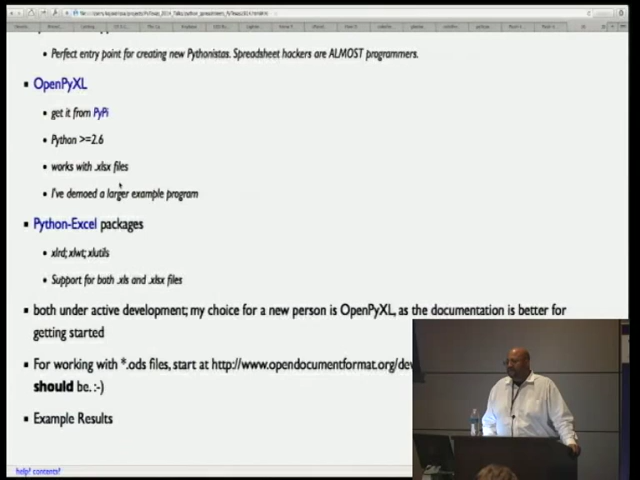 Perfect entry point for creating new Pythonistas. Spreadsheet hackers are ALMOST programmers.
OpenPyXL
get it from PyPi
Python >=2.6
works with .xlsx files
I've demoed a larger example program
Python-Excel packages
xlrd; xlwt; xlutils
Support for both .xls and .xlsx files
both under active development; my choice for a new person is OpenPyXL, as the documentation is better for
getting started
For working with *.ods files, start at http://www.opendocumentformat.org/dev
should be. :-)
Example Results
help? contents?